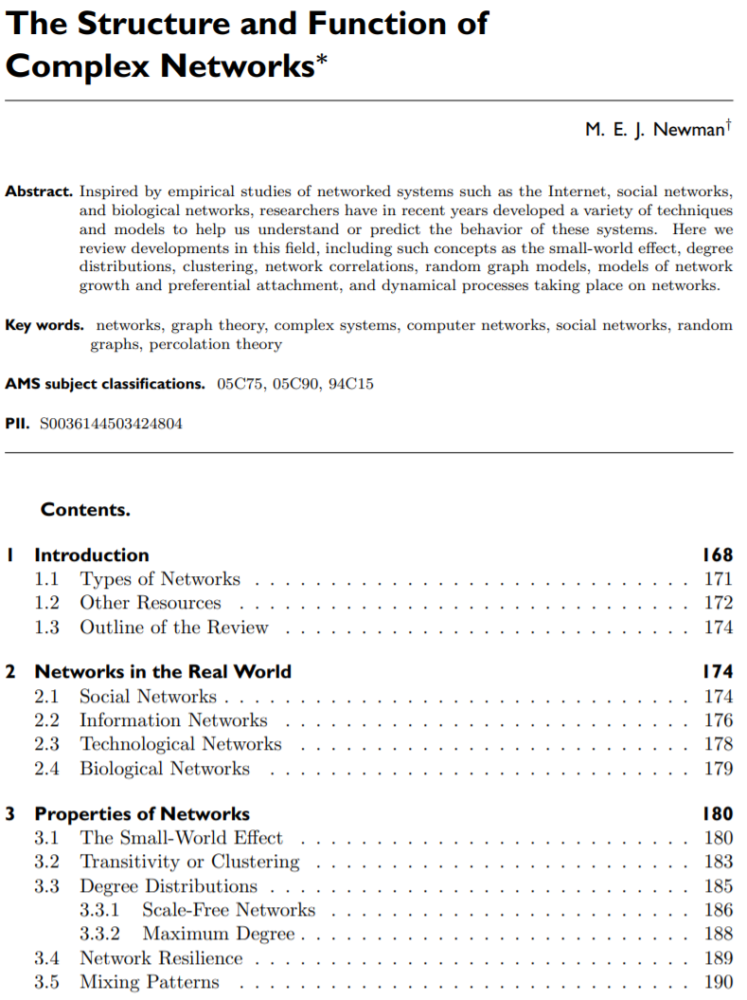 The Structure and Function of
Complex Networks*
M. E. J. Newman†
Abstract. Inspired by empirical studies of networked systems such as the Internet, social networks,
and biological networks, researchers have in recent years developed a variety of techniques
and models to help us understand or predict the behavior of these systems. Here we
review developments in this field, including such concepts as the small-world effect, degree
distributions, clustering, network correlations, random graph models, models of network
growth and preferential attachment, and dynamical processes taking place on networks.
Key words. networks, graph theory, complex systems, computer networks, social networks, random
graphs, percolation theory
AMS subject classifications. 05C75, 05C90, 94C15
PII. S0036144503424804
Contents.
1 Introduction 168
1.1 Types of Networks . . . . . . . . . . . . . . . . . . . . . . . . . . . . . 171
1.2 Other Resources . . . . . . . . . . . . . . . . . . . . . . . . . . . . . . 172
1.3 Outline of the Review . . . . . . . . . . . . . . . . . . . . . . . . . . . 174
2 Networks in the Real World 174
2.1 Social Networks . . . . . . . . . . . . . . . . . . . . . . . . . . . . . . . 174
2.2 Information Networks . . . . . . . . . . . . . . . . . . . . . . . . . . . 176
2.3 Technological Networks . . . . . . . . . . . . . . . . . . . . . . . . . . 178
2.4 Biological Networks . . . . . . . . . . . . . . . . . . . . . . . . . . . . 179
3 Properties of Networks 180
3.1 The Small-World Effect . . . . . . . . . . . . . . . . . . . . . . . . . . 180
3.2 Transitivity or Clustering . . . . . . . . . . . . . . . . . . . . . . . . . 183
3.3 Degree Distributions . . . . . . . . . . . . . . . . . . . . . . . . . . . . 185
3.3.1 Scale-Free Networks . . . . . . . . . . . . . . . . . . . . . . . . 186
3.3.2 Maximum Degree . . . . . . . . . . . . . . . . . . . . . . . . . . 188
3.4 Network Resilience . . . . . . . . . . . . . . . . . . . . . . . . . . . . . 189
3.5 Mixing Patterns . . . . . . . . . . . . . . . . . . . . . . . . . . . . . . 190